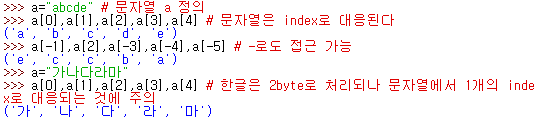 >>> a="abcde" # 문자열 a 정의
>>> a[0],a[1],a[2],a[3],a[4] # 문자열은 index로 대응된다
('a', 'b', 'c', 'd', 'e')
>>> a[-1],a[2],a[-3],a[-4],a[-5] # -로도 접근 가능
('e', 'c', 'c', 'b', 'a')
>>> a="가나다라마"
>>> a[0],a[1],a[2],a[3],a[4] # 한글은 2byte로 처리되나 문자열에서 1개의 inde
x로 대응되는 것에 주의
('가', '나', '다', '라', '마')